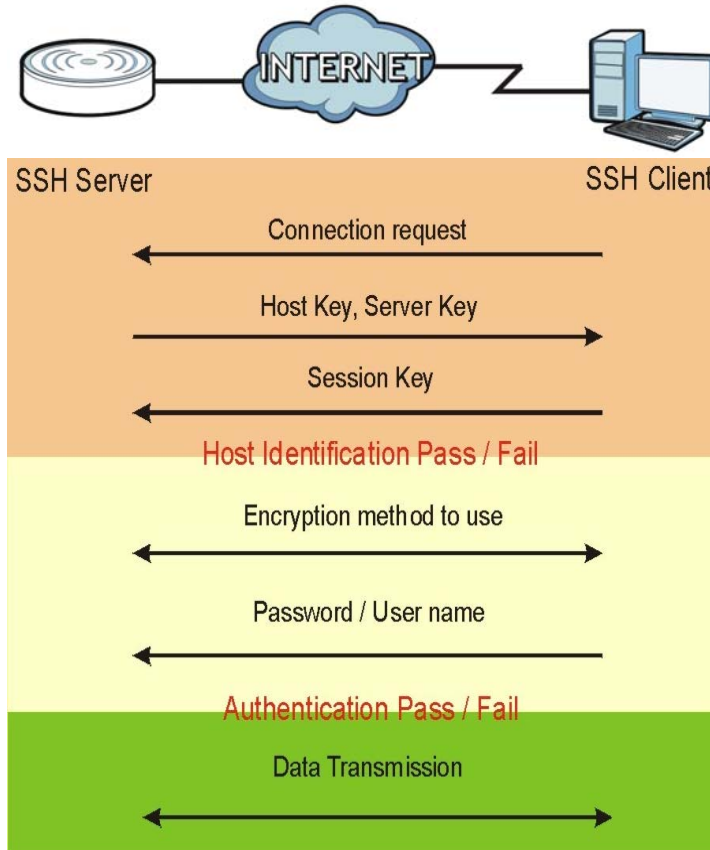 INTERNET
SSH Server
SSH Client
Connection request
Host Key, Server Key
Session Key
Host Identification Pass / Fail
Encryption method to use
Password / User name
Authentication Pass / Fail
Data Transmission